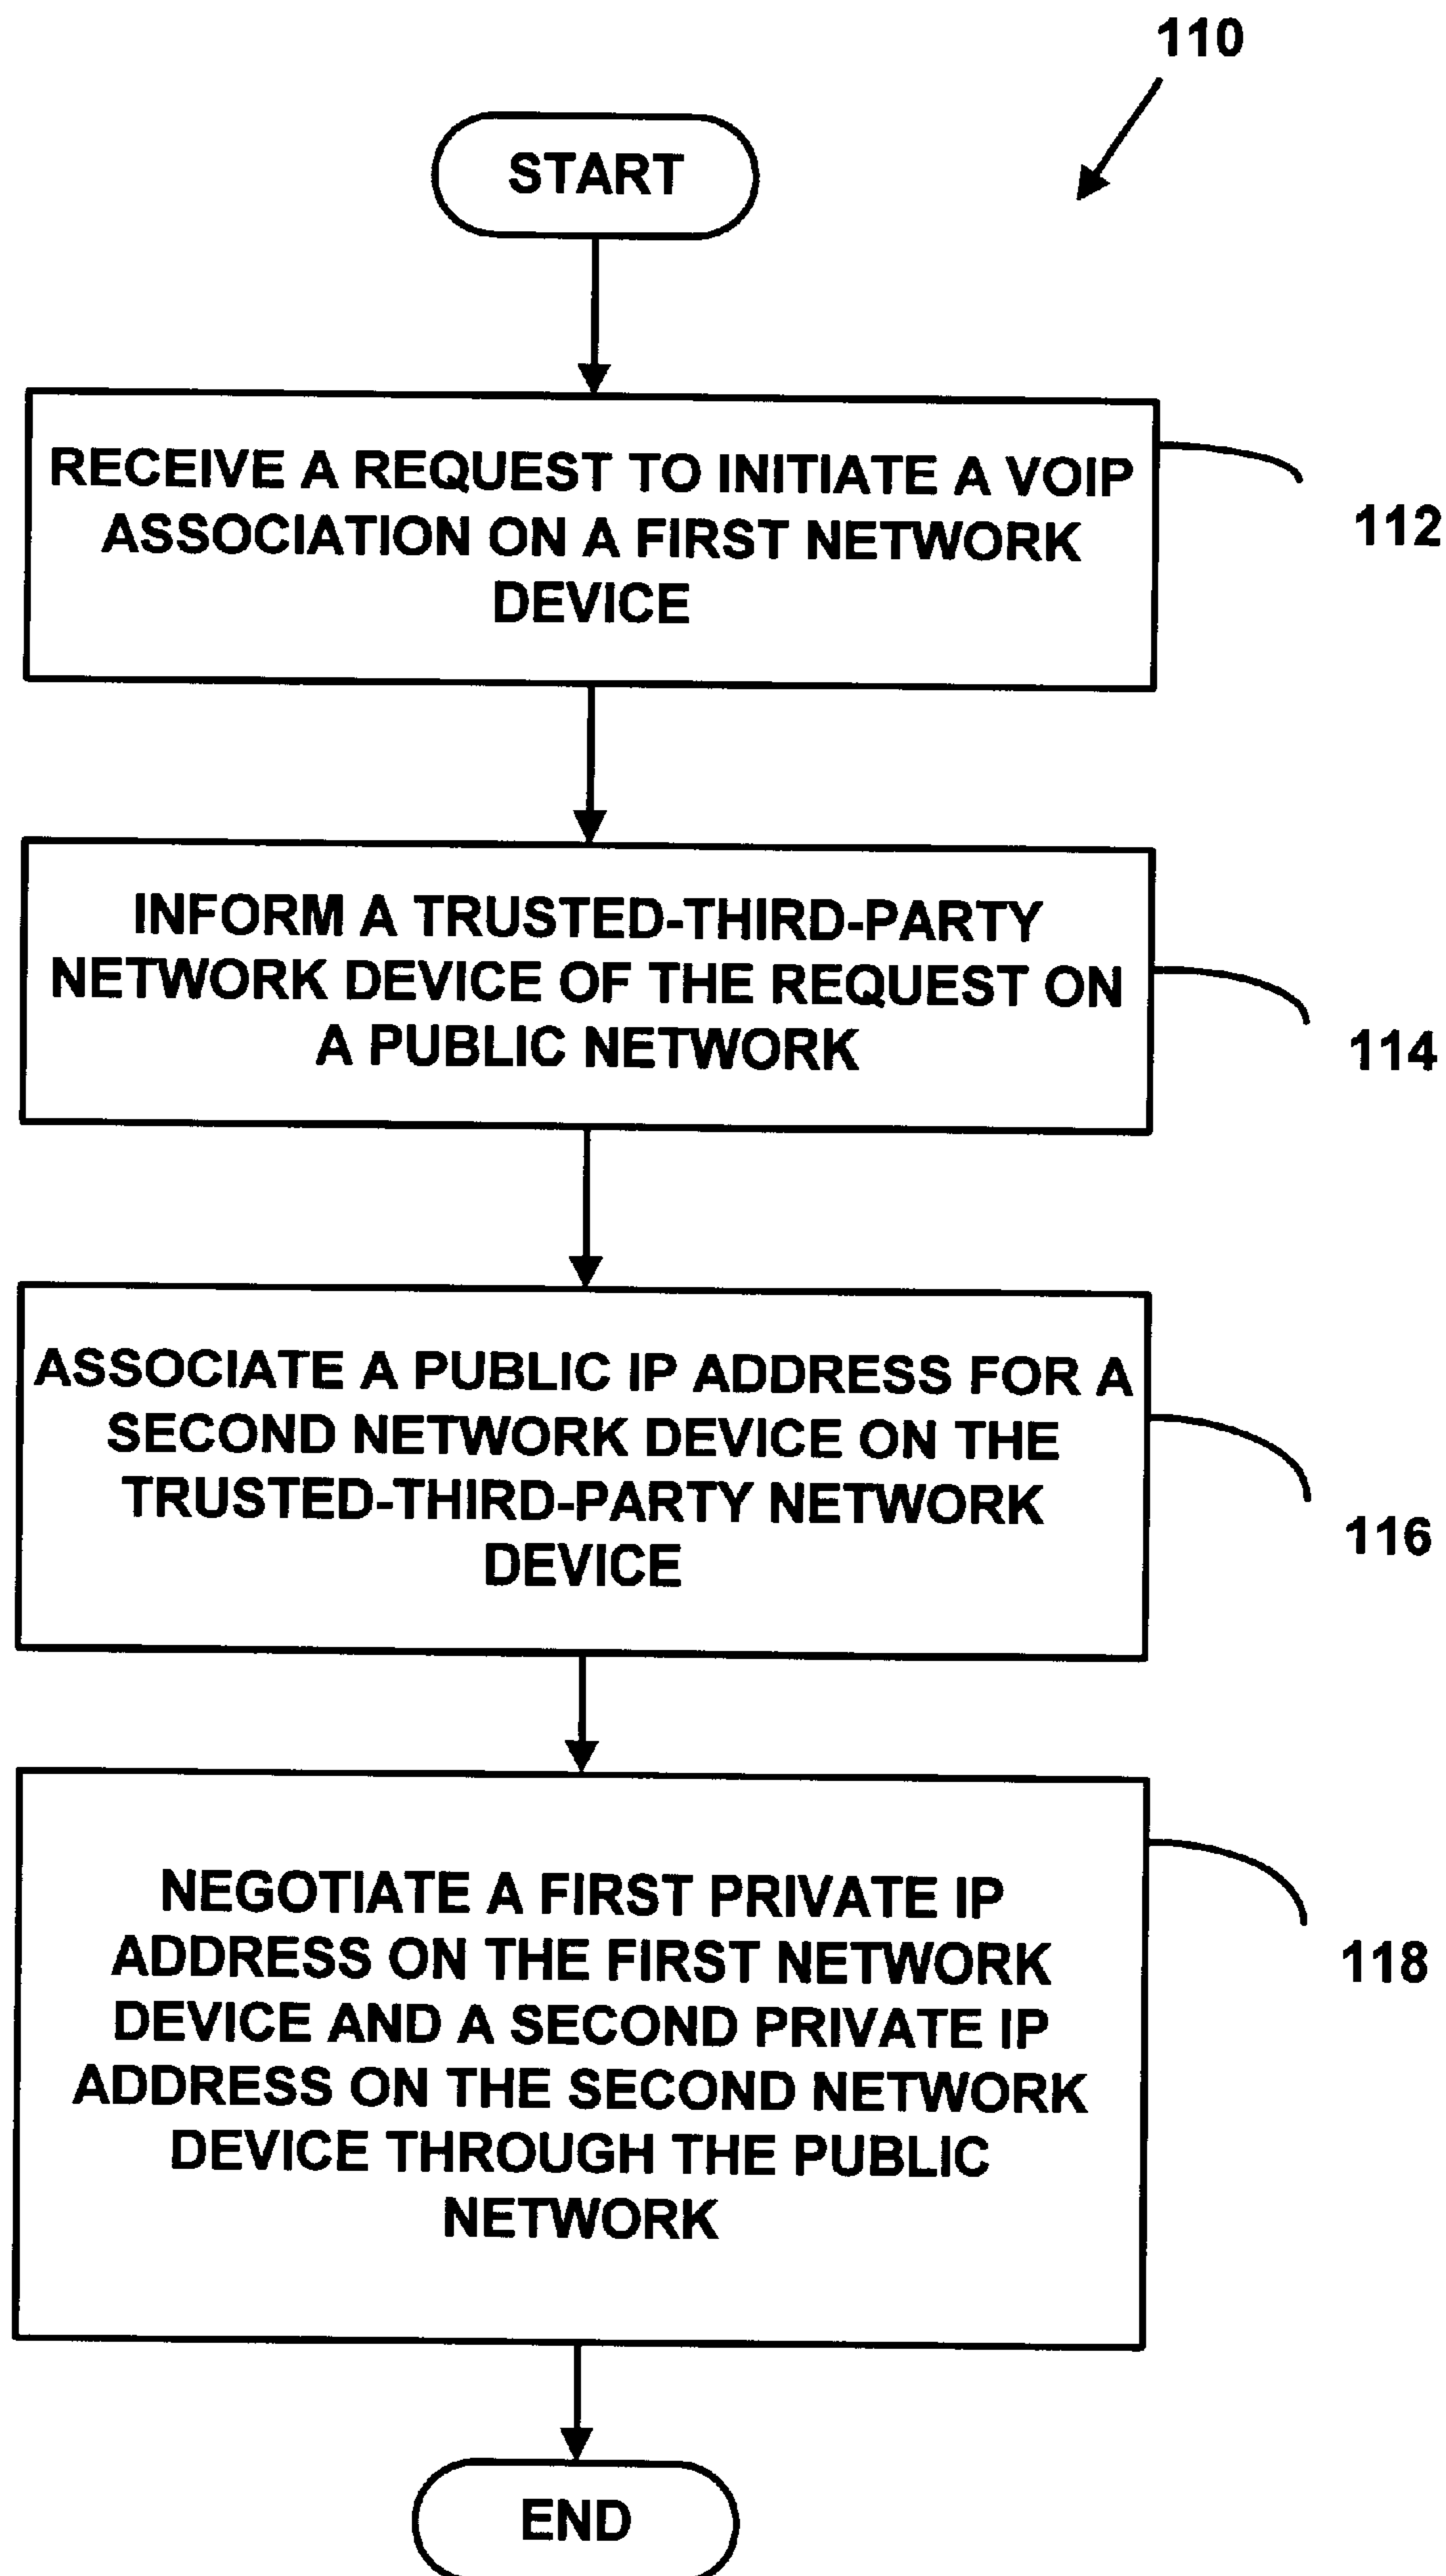 110
START
RECEIVE A REQUEST TO INITIATE A VOIP
ASSOCIATION ON A FIRST NETWORK
DEVICE
112
INFORM A TRUSTED-THIRD-PARTY
NETWORK DEVICE OF THE REQUEST ON
A PUBLIC NETWORK
114
ASSOCIATE A PUBLIC IP ADDRESS FOR A
SECOND NETWORK DEVICE ON THE
TRUSTED-THIRD-PARTY NETWORK
DEVICE
116
NEGOTIATE A FIRST PRIVATE IP
ADDRESS ON THE FIRST NETWORK
DEVICE AND A SECOND PRIVATE IP
ADDRESS ON THE SECOND NETWORK
DEVICE THROUGH THE PUBLIC
NETWORK
118
END